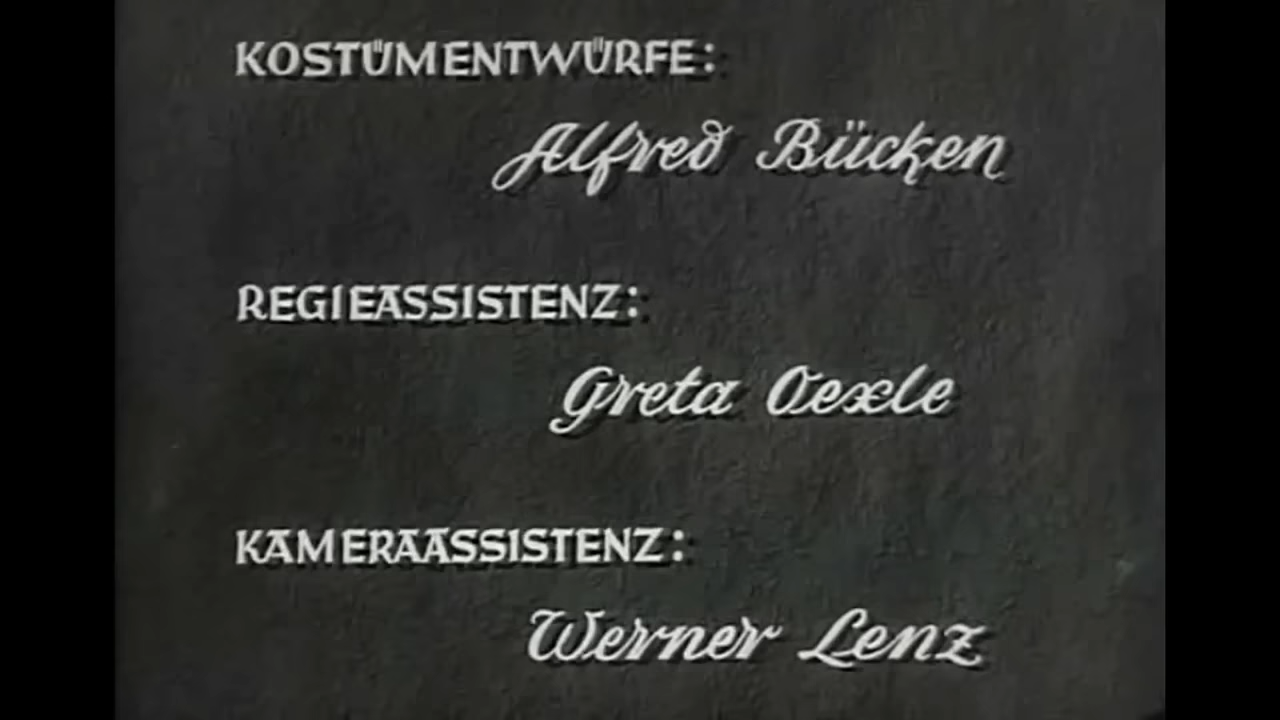 KOSTÜMENTWÜRFE:
Alfred Bücken
REGIEASSISTENZ:
Greta Oexle
KAMERAASSISTENZ:
Werner Lenz